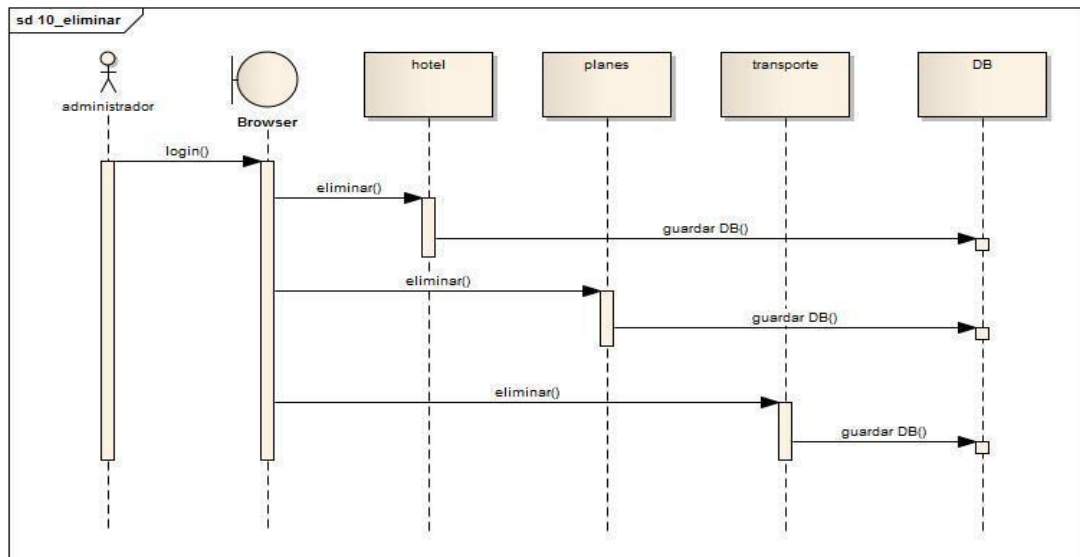 sd 10_eliminar
administrador
Browser
hotel
planes
transporte
DB
login()
eliminar()
guardar DB()
eliminar()
guardar DB()
eliminar()
guardar DB()